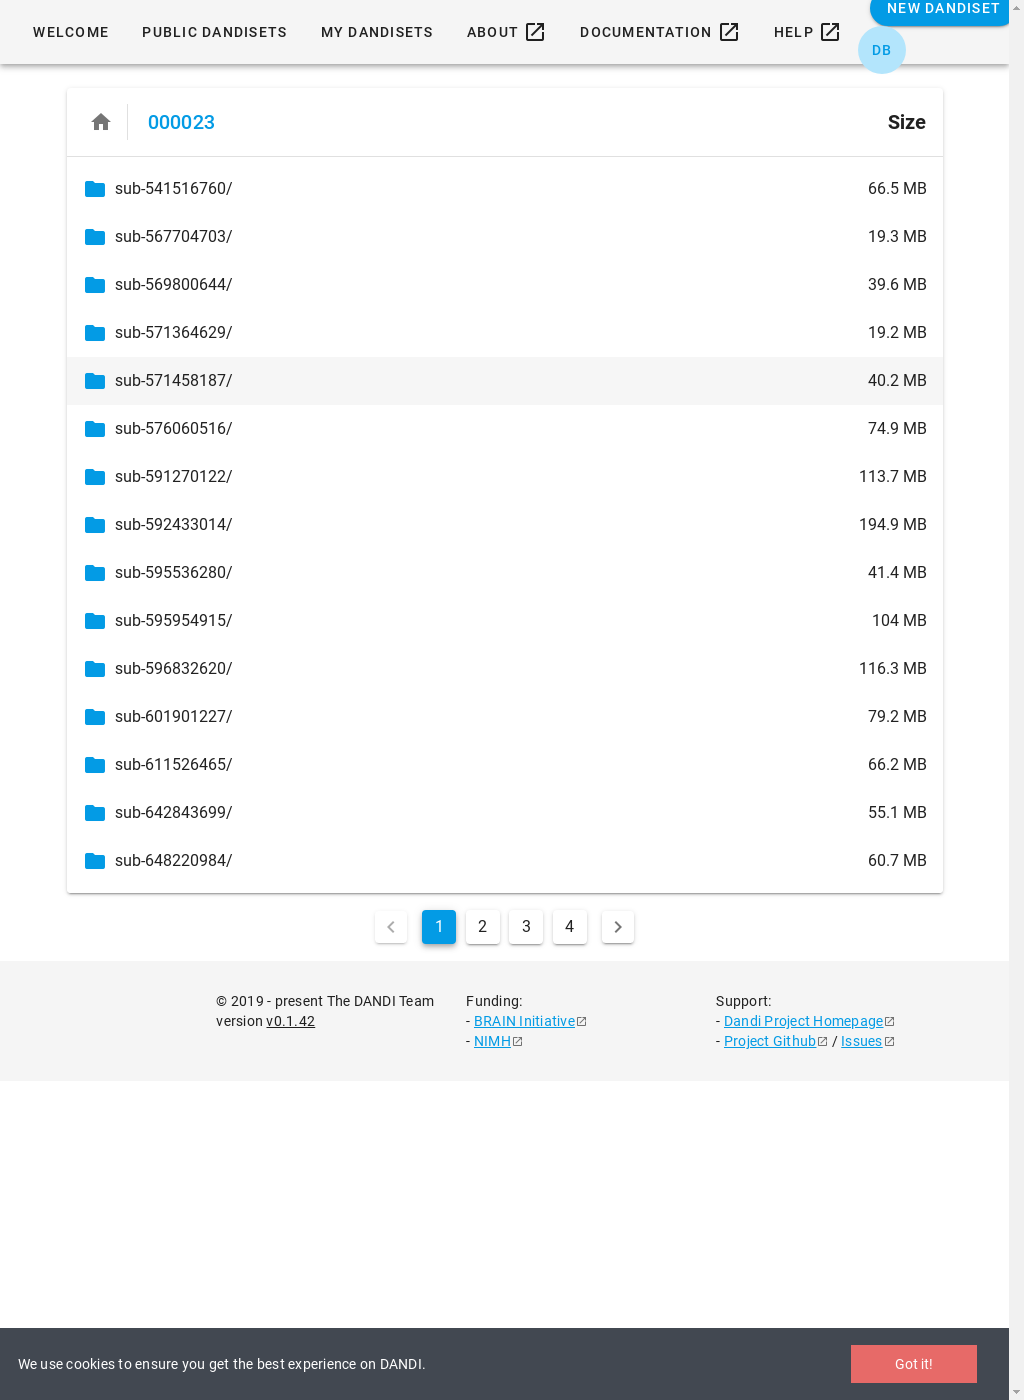 WELCOME PUBLIC DANDISETS MY DANDISETS ABOUT DOCUMENTATION HELP NEW DANDISET
DB
000023 Size
sub-541516760/ 66.5 MB
sub-567704703/ 19.3 MB
sub-569800644/ 39.6 MB
sub-571364629/ 19.2 MB
sub-571458187/ 40.2 MB
sub-576060516/ 74.9 MB
sub-591270122/ 113.7 MB
sub-592433014/ 194.9 MB
sub-595536280/ 41.4 MB
sub-595954915/ 104 MB
sub-596832620/ 116.3 MB
sub-601901227/ 79.2 MB
sub-611526465/ 66.2 MB
sub-642843699/ 55.1 MB
sub-648220984/ 60.7 MB
1 2 3 4
© 2019 - present The DANDI Team
version v0.1.42
Funding:
- BRAIN Initiative
- NIMH
Support:
- Dandi Project Homepage
- Project Github / Issues
We use cookies to ensure you get the best experience on DANDI. Got it!